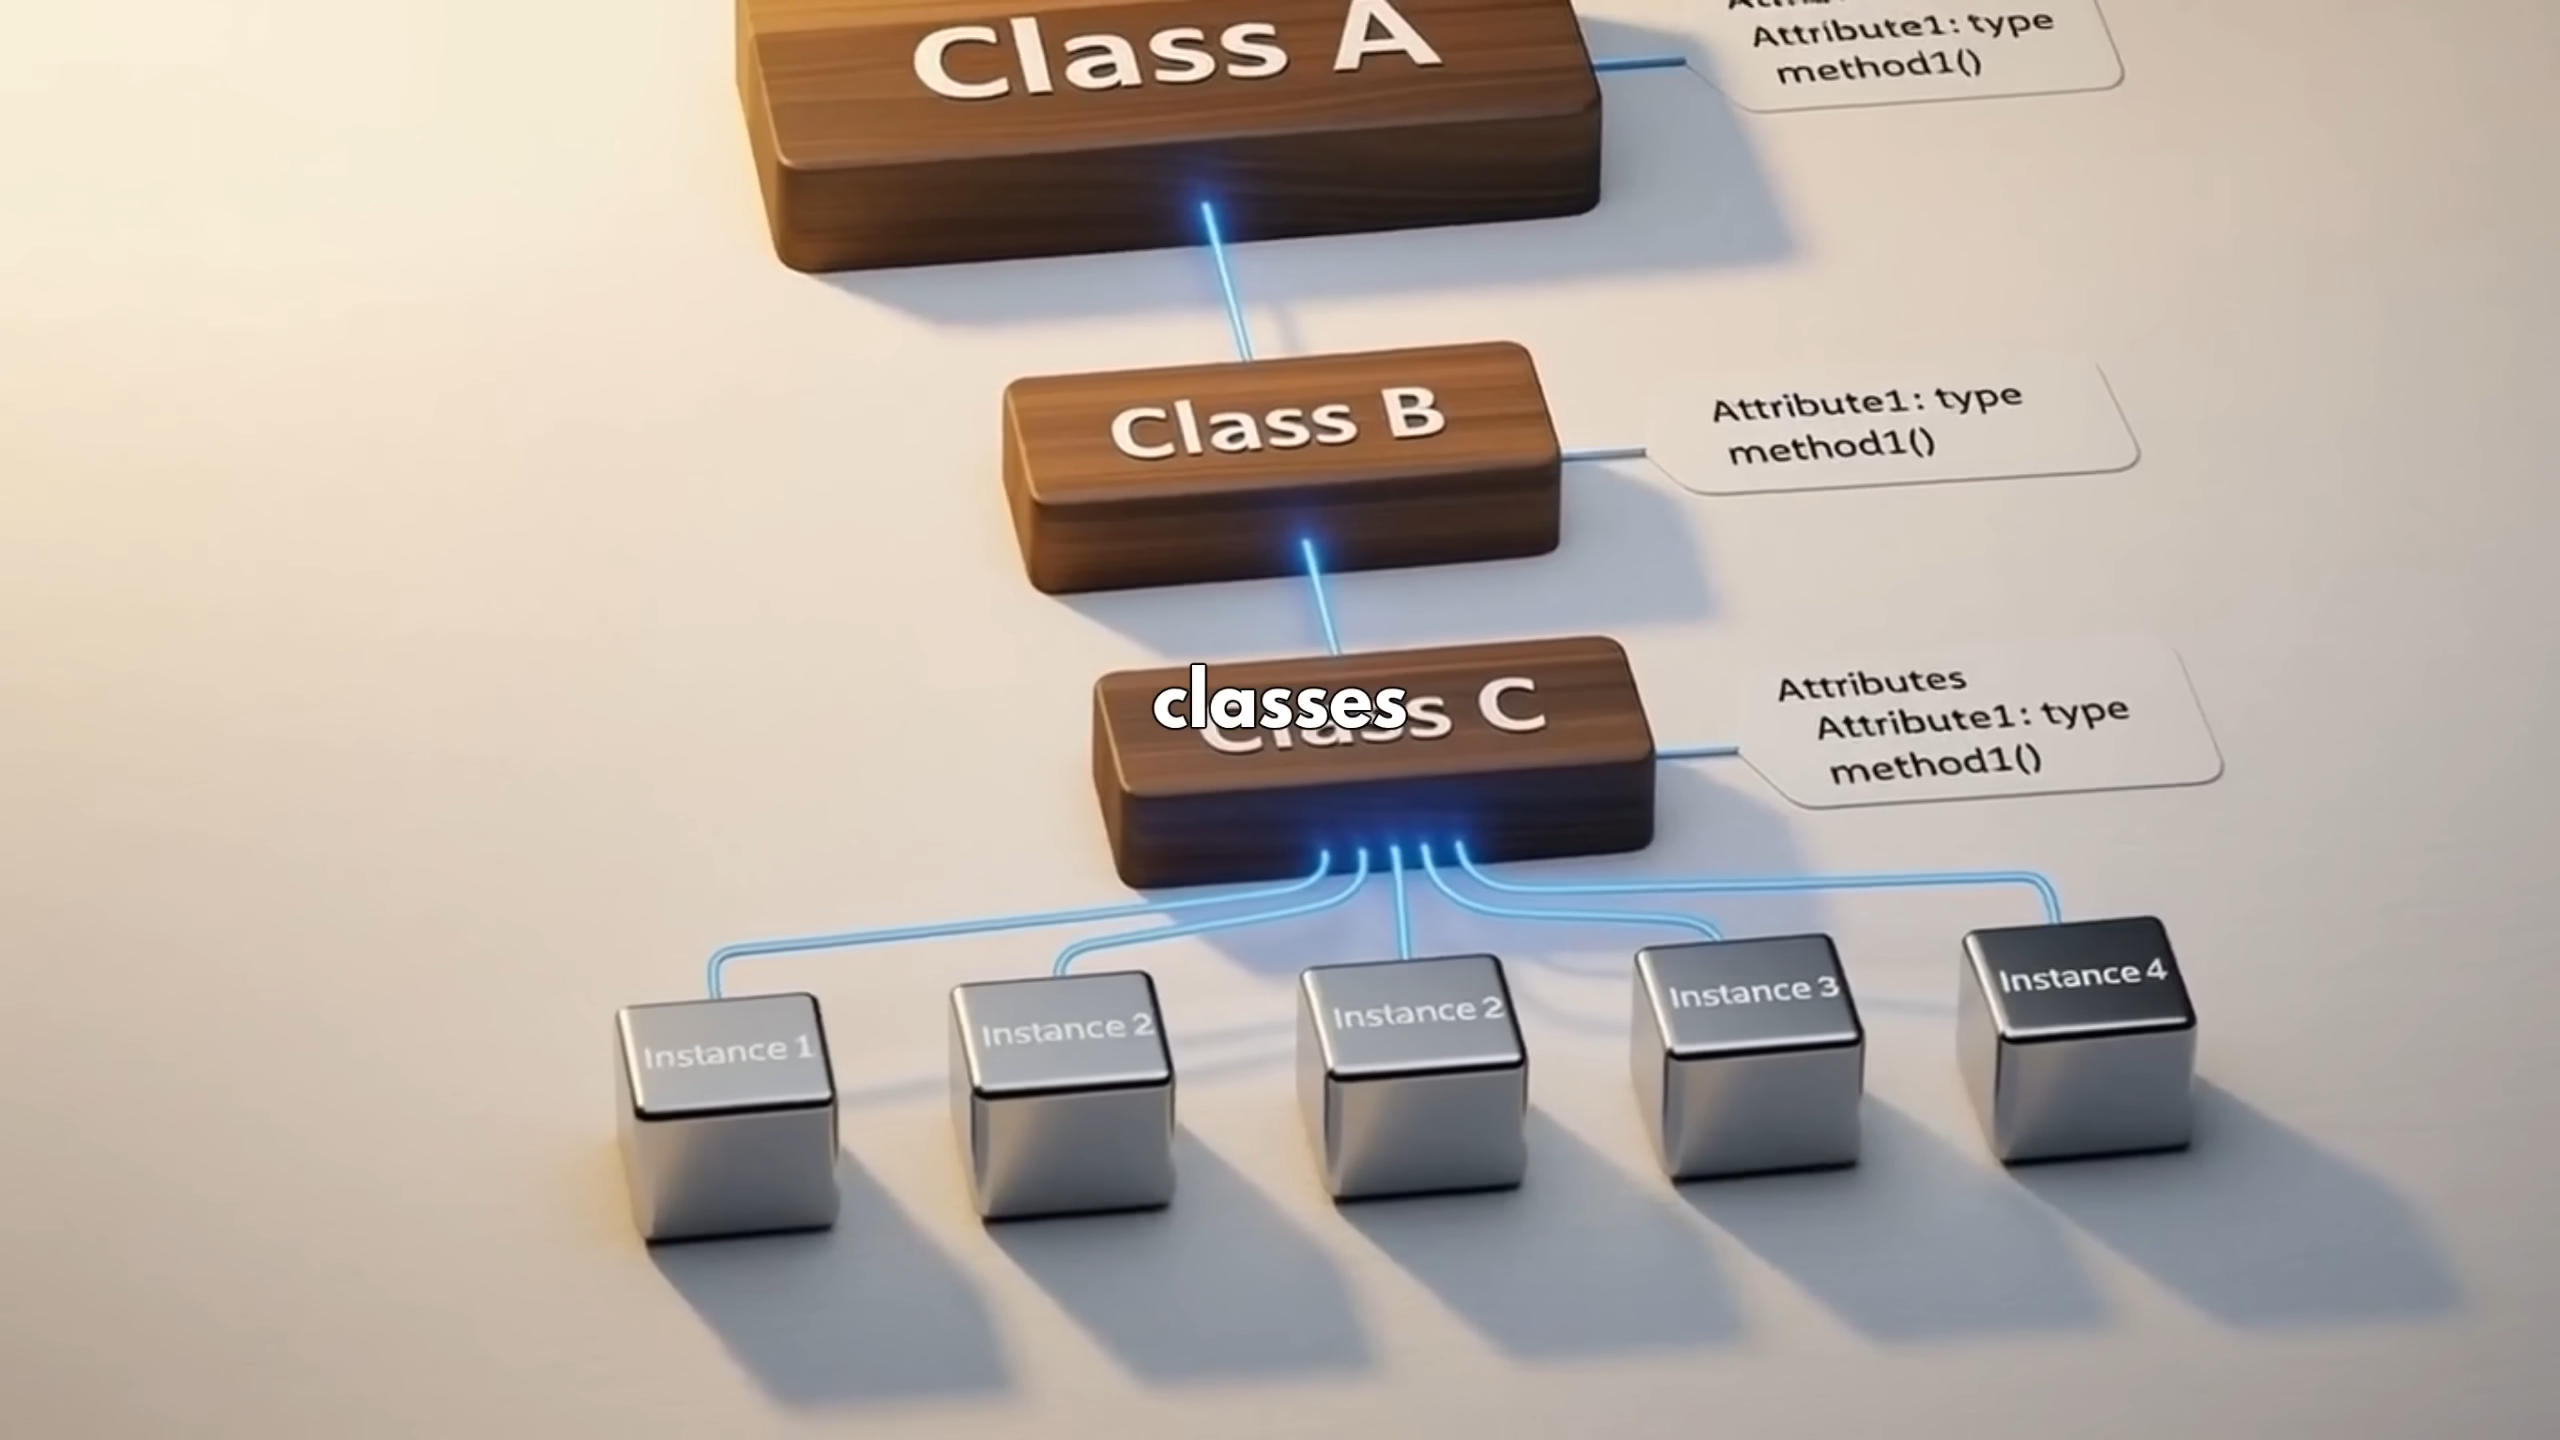 Class A
Attribute1: type
method1()
Class B
Attribute1: type
method1()
classes
Class C
Attributes
Attribute1: type
method1()
Instance 1
Instance 2
Instance 2
Instance 3
Instance 4